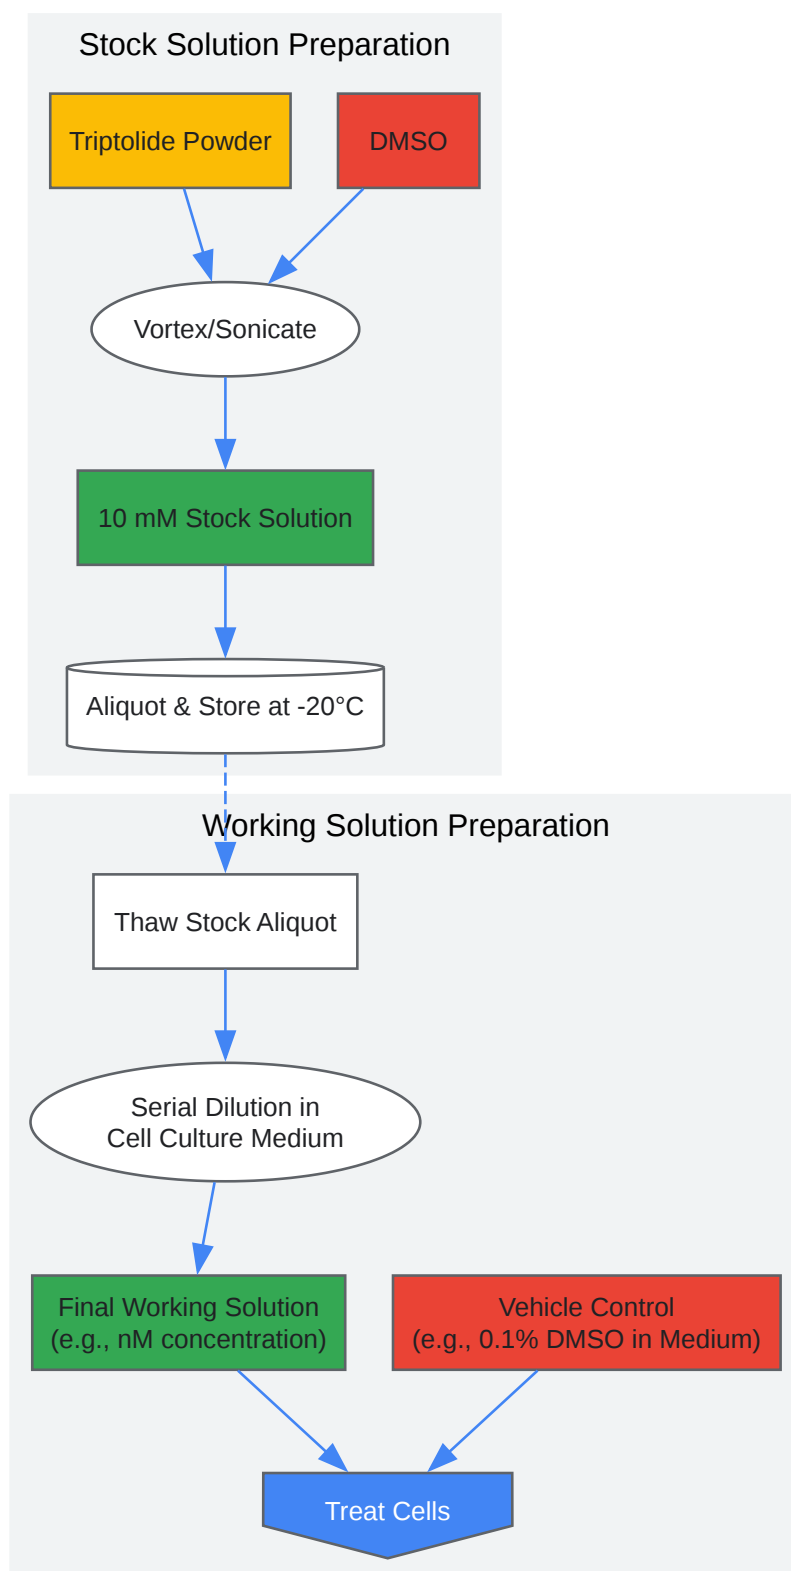 Stock Solution Preparation
Triptolide Powder
DMSO
Vortex/Sonicate
10 mM Stock Solution
Aliquot & Store at -20°C
Working Solution Preparation
Thaw Stock Aliquot
Serial Dilution in
Cell Culture Medium
Final Working Solution
(e.g., nM concentration)
Vehicle Control
(e.g., 0.1% DMSO in Medium)
Treat Cells